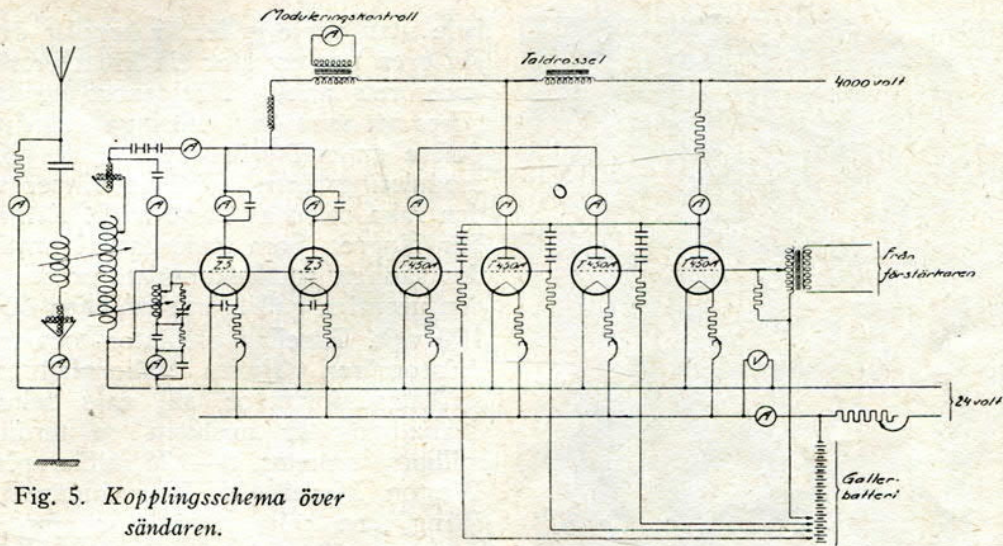 Moduleringskontroll
A
Taldrossel
4000 volt
A
A
A
A
A
A
A
A
A
Z3
Z3
T450A
T450A
T450A
T450A
Från
förstärkaren
A
A
V
A
24 volt
Galler-
batteri
Fig. 5. Kopplingsschema över
sändaren.